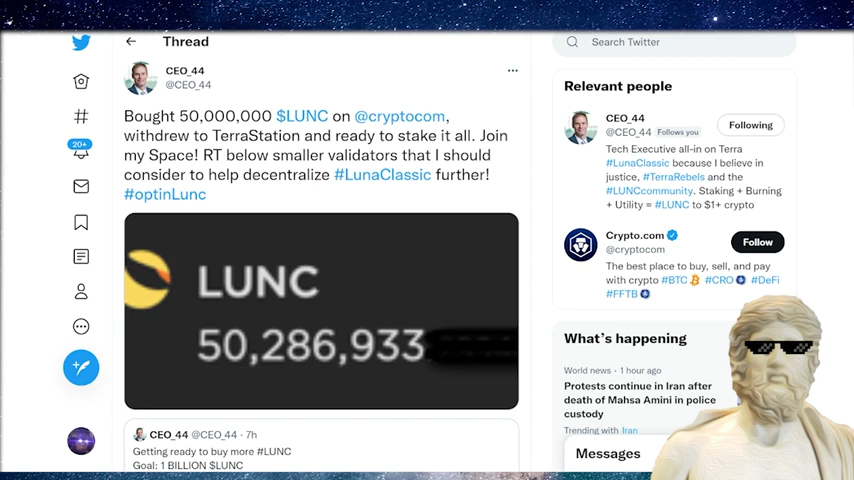 Thread
Search Twitter
CEO_44
@CEO_44
Bought 50,000,000 $LUNC on @cryptocom,
withdrew to TerraStation and ready to stake it all. Join
my Space! RT below smaller validators that I should
consider to help decentralize #LunaClassic further!
#optinLunc
LUNC
50,286,933
CEO_44 @CEO_44 · 7h
Getting ready to buy more #LUNC
Goal: 1 BILLION $LUNC
20+
Relevant people
CEO_44
@CEO_44 Follows you
Following
Tech Executive all-in on Terra
#LunaClassic because I believe in
justice, #TerraRebels and the
#LUNCcommunity. Staking + Burning
+ Utility = #LUNC to $1+ crypto
Crypto.com
@cryptocom
Follow
The best place to buy, sell, and pay
with crypto #BTC #CRO #DeFi
#FFTB
What's happening
World news · 1 hour ago
Protests continue in Iran after
death of Mahsa Amini in police
custody
Trending with Iran
Messages